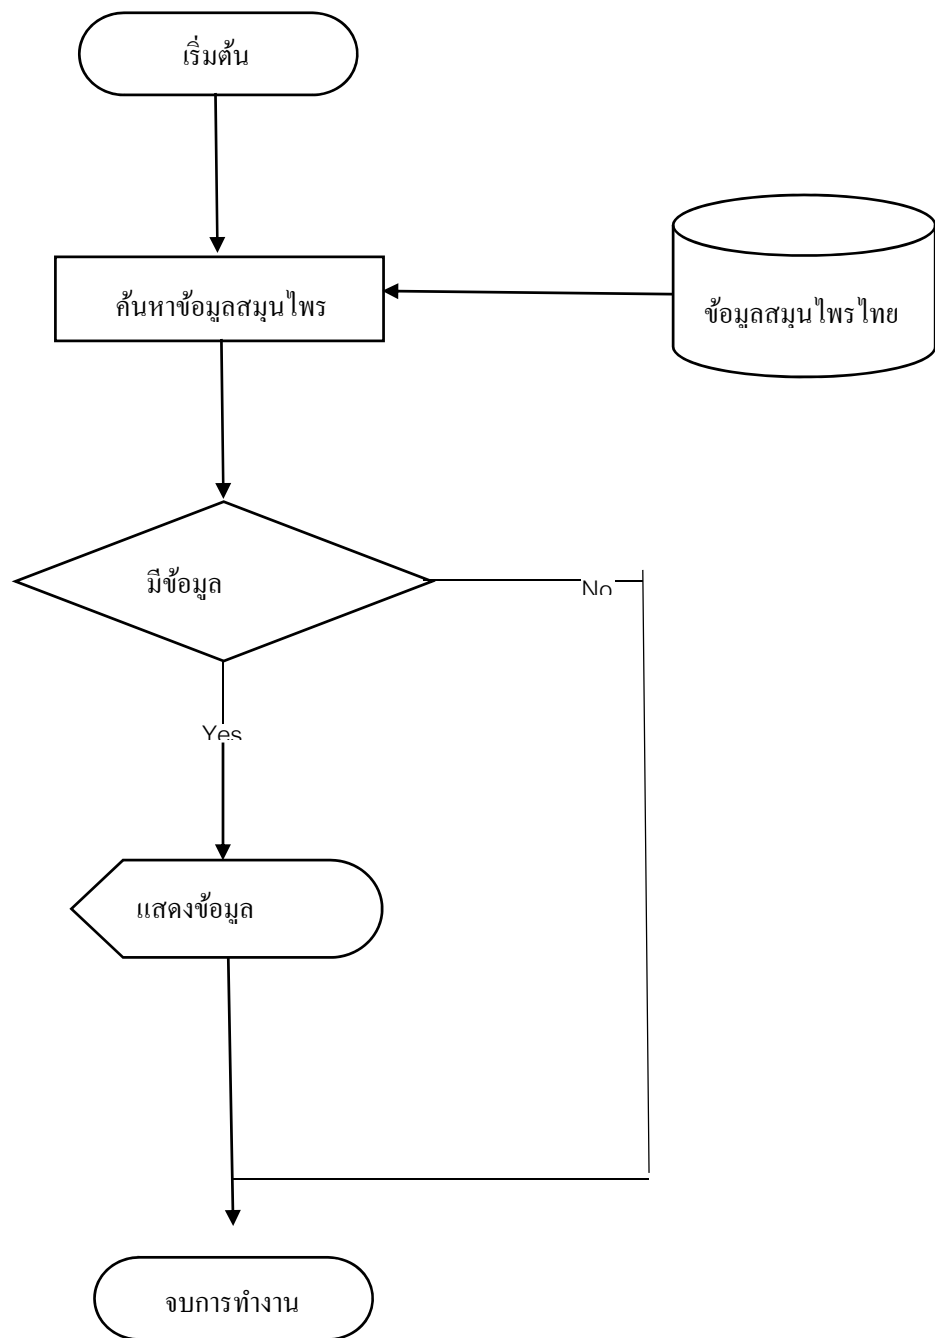 เริ่มต้น
ค้นหาข้อมูลสมุนไพร
ข้อมูลสมุนไพรไทย
มีข้อมูล
No
Yes
แสดงข้อมูล
จบการทำงาน